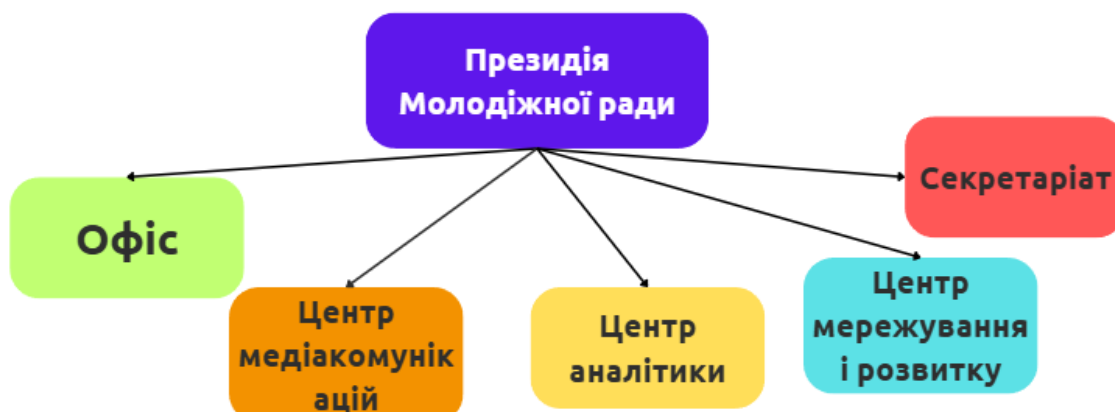 Президія
Молодіжної ради
Секретаріат
Офіс
Центр
медіакомунік
ацій
Центр
аналітики
Центр
мережування
і розвитку